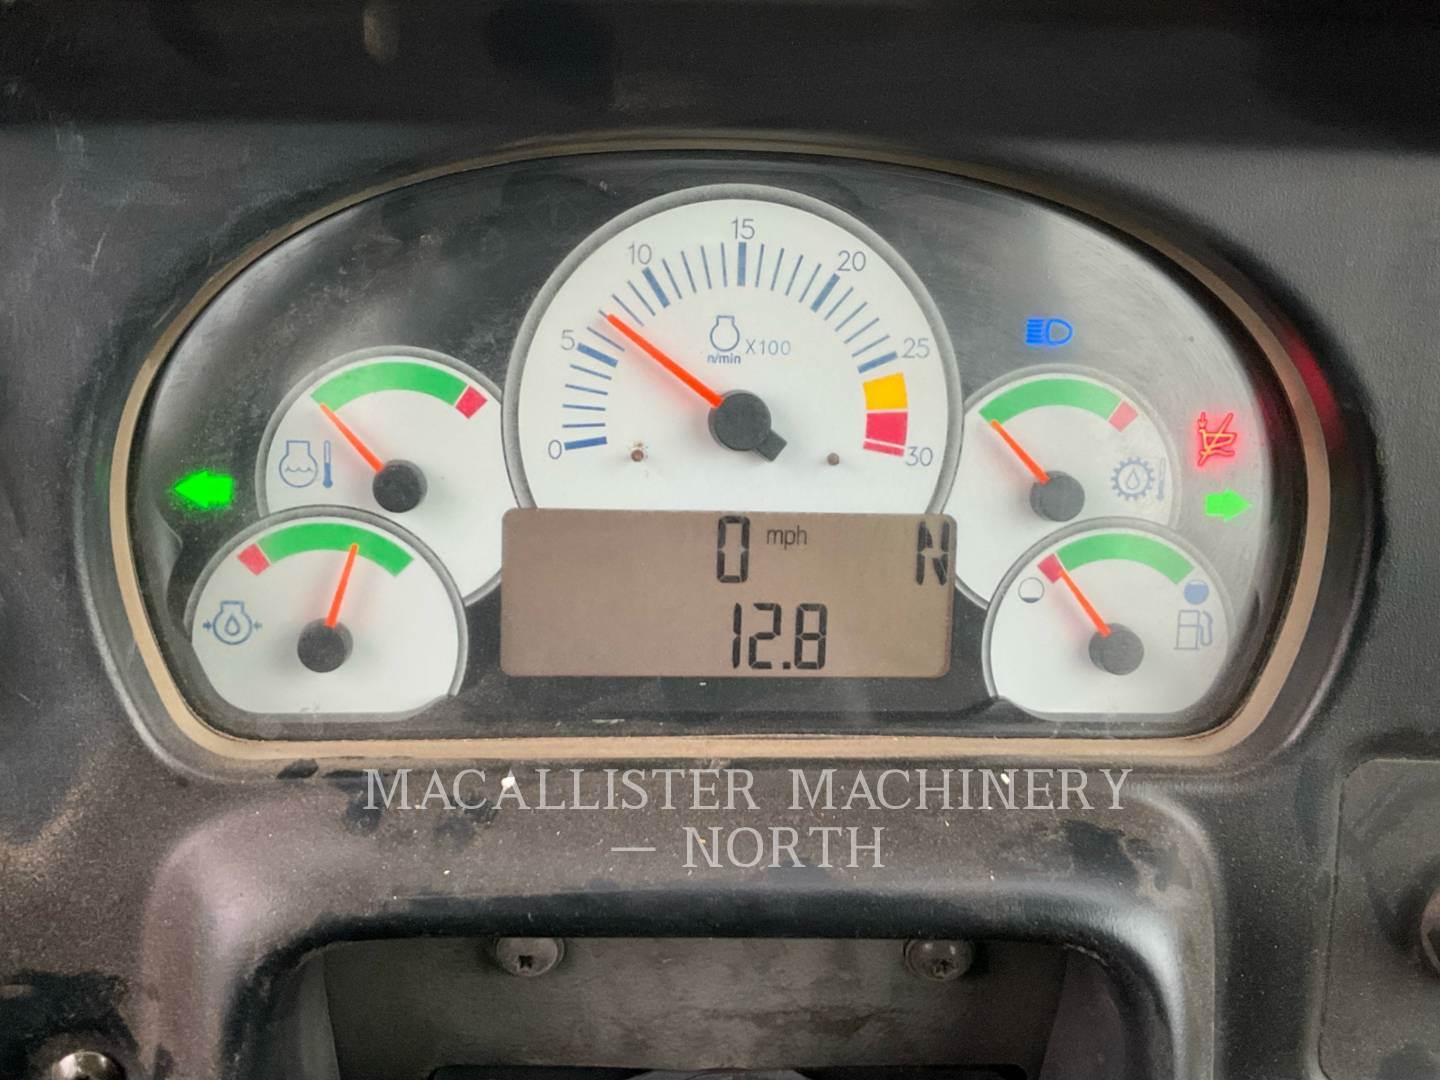 15
10 20
5 25
n/min X100
0 30
0 mph N
12.8
MACALLISTER MACHINERY
— NORTH